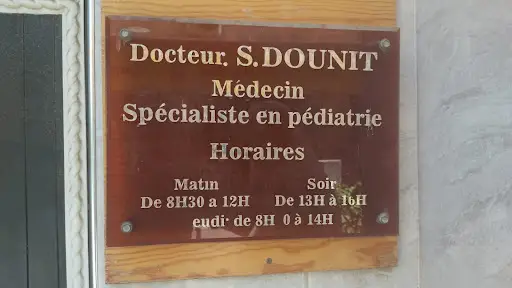 Docteur. S. DOUNIT
Médecin
Spécialiste en pédiatrie
Horaires
Matin Soir
De 8H30 a 12H De 13H à 16H
eudi de 8H 0 à 14H